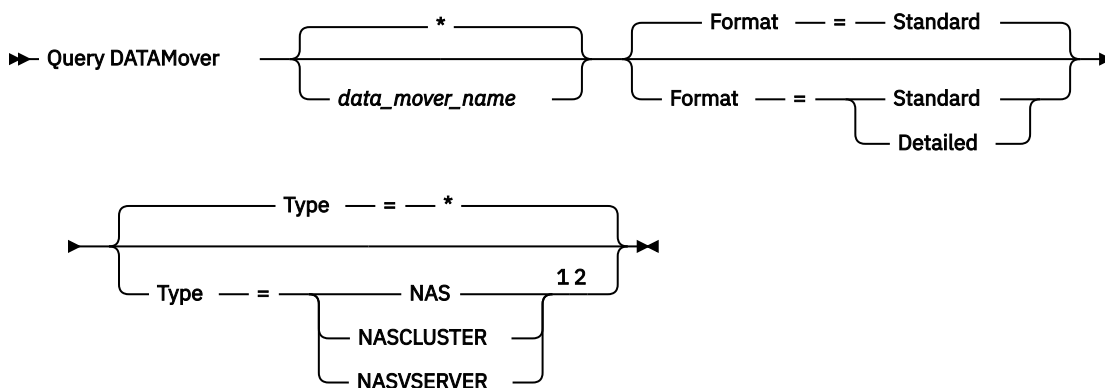 * Format = Standard
Query DATAMover
data_mover_name Format = Standard
Detailed
Type = *
1 2
Type = NAS
NASCLUSTER
NASVSERVER